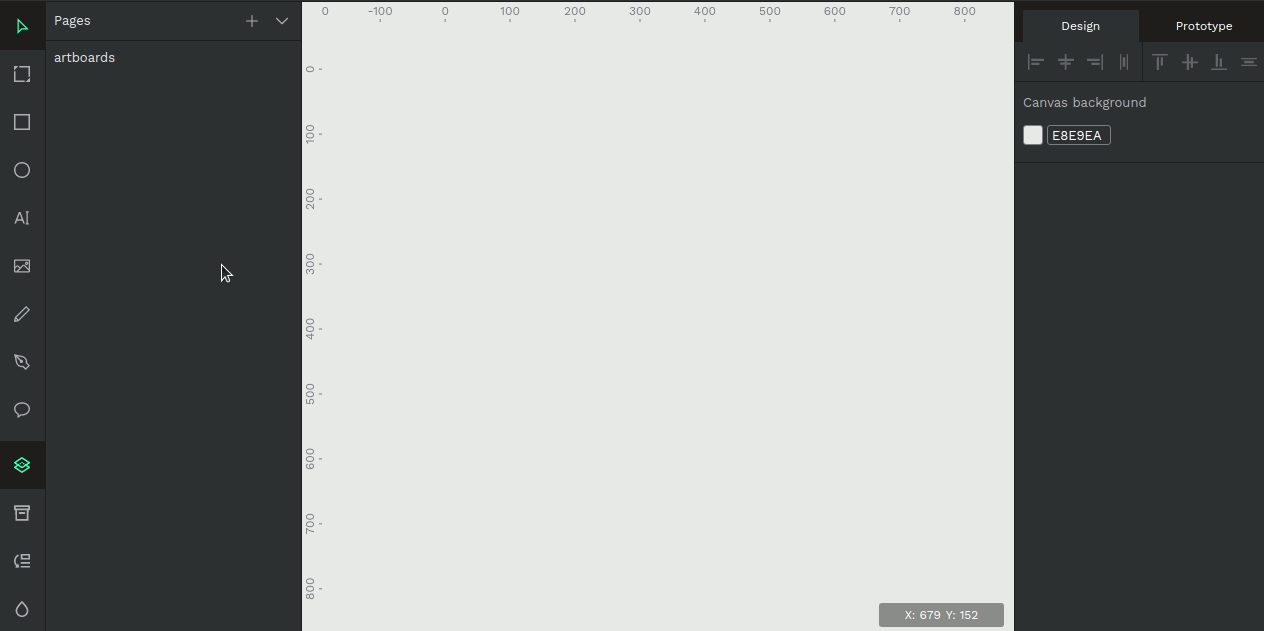 Pages
artboards
0 -100 0 100 200 300 400 500 600 700 800
0
100
200
300
400
500
600
700
800
X: 679 Y: 152
Design Prototype
Canvas background
E8E9EA